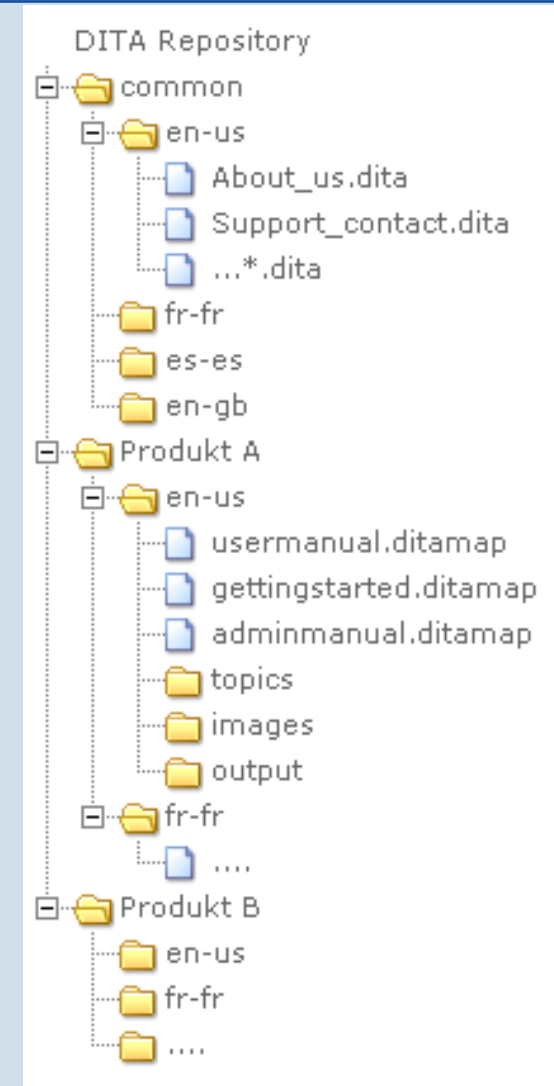 DITA Repository
common
en-us
About_us.dita
Support_contact.dita
...*.dita
fr-fr
es-es
en-gb
Produkt A
en-us
usermanual.ditamap
gettingstarted.ditamap
adminmanual.ditamap
topics
images
output
fr-fr
....
Produkt B
en-us
fr-fr
....